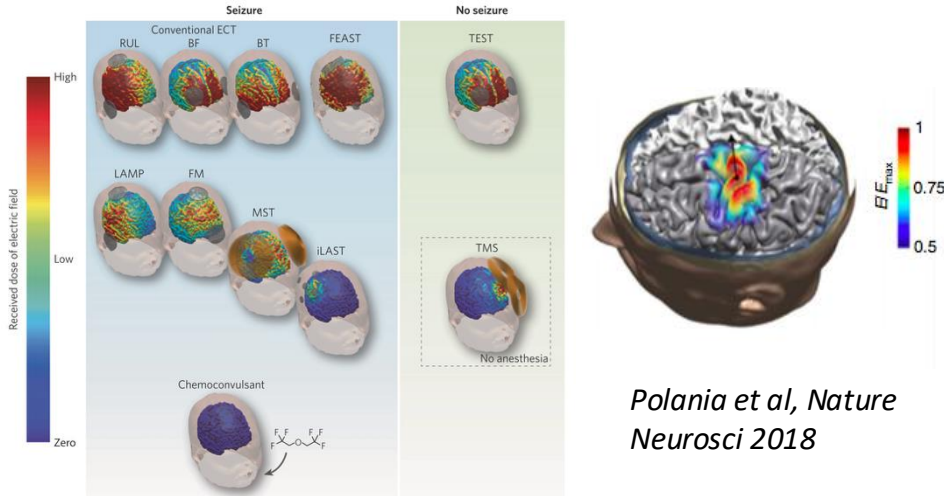 Seizure
No seizure
Conventional ECT
RUL BF BT FEAST
TEST
High
Low
Zero
Received dose of electric field
LAMP FM
MST
iLAST
TMS
No anesthesia
Chemoconvulsant
F F F O F F F
1
0.75
0.5
E/E max
Polania et al, Nature
Neurosci 2018